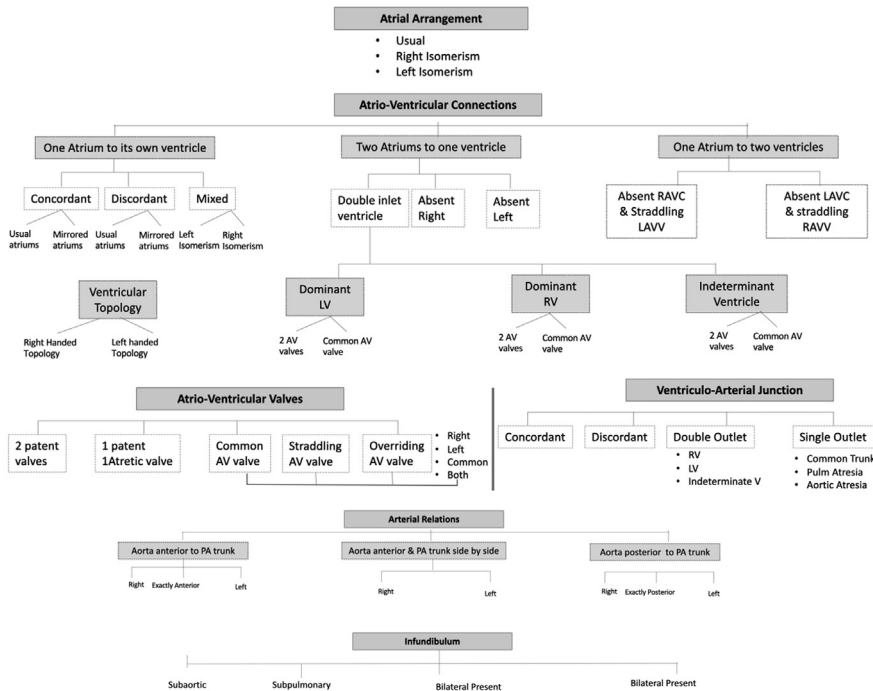 Atrial Arrangement
• Usual
• Right Isomerism
• Left Isomerism
Atrio-Ventricular Connections
One Atrium to its own ventricle
Two Atriums to one ventricle
One Atrium to two ventricles
Concordant
Discordant
Mixed
Double inlet
ventricle
Absent
Right
Absent
Left
Absent RAVC
& Straddling
LAVV
Absent LAVC
& straddling
RAVV
Usual
atriums
Mirrored
atriums
Usual
atriums
Mirrored
atriums
Left
Isomerism
Right
Isomerism
Ventricular
Topology
Right Handed
Topology
Left handed
Topology
Dominant
LV
Dominant
RV
Indeterminant
Ventricle
2 AV
valves
Common AV
valve
2 AV
valves
Common AV
valve
2 AV
valves
Common AV
valve
Atrio-Ventricular Valves
2 patent
valves
1 patent
1Atretic valve
Common
AV valve
Straddling
AV valve
Overriding
AV valve
• Right
• Left
• Common
• Both
Ventriculo-Arterial Junction
Concordant
Discordant
Double Outlet
• RV
• LV
• Indeterminate V
Single Outlet
• Common Trunk
• Pulm Atresia
• Aortic Atresia
Arterial Relations
Aorta anterior to PA trunk
Aorta anterior & PA trunk side by side
Aorta posterior to PA trunk
Right
Exactly Anterior
Left
Right
Left
Right
Exactly Posterior
Left
Infundibulum
Subaortic
Subpulmonary
Bilateral Present
Bilateral Present